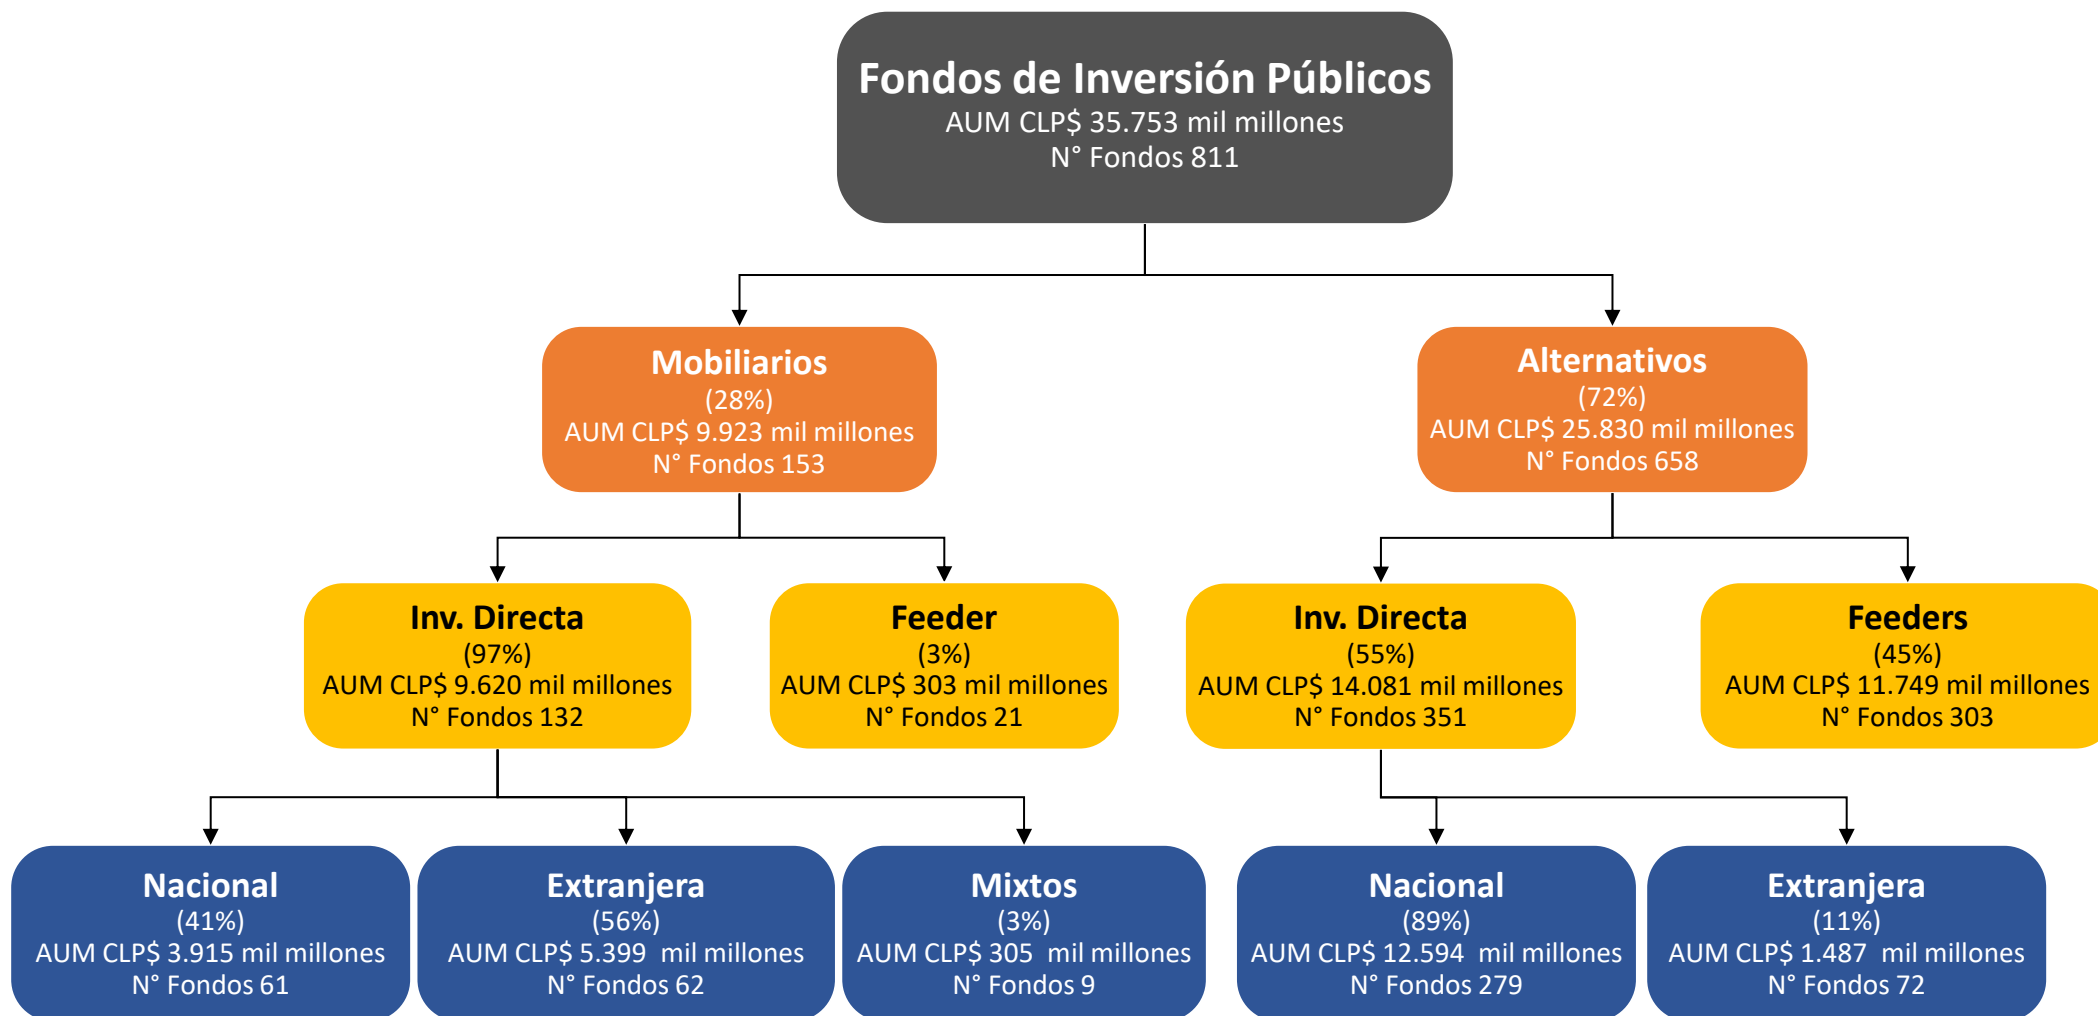 Fondos de Inversión Públicos
AUM CLP$ 35.753 mil millones
N° Fondos 811
Mobiliarios
(28%)
AUM CLP$ 9.923 mil millones
N° Fondos 153
Alternativos
(72%)
AUM CLP$ 25.830 mil millones
N° Fondos 658
Inv. Directa
(97%)
AUM CLP$ 9.620 mil millones
N° Fondos 132
Feeder
(3%)
AUM CLP$ 303 mil millones
N° Fondos 21
Inv. Directa
(55%)
AUM CLP$ 14.081 mil millones
N° Fondos 351
Feeders
(45%)
AUM CLP$ 11.749 mil millones
N° Fondos 303
Nacional
(41%)
AUM CLP$ 3.915 mil millones
N° Fondos 61
Extranjera
(56%)
AUM CLP$ 5.399 mil millones
N° Fondos 62
Mixtos
(3%)
AUM CLP$ 305 mil millones
N° Fondos 9
Nacional
(89%)
AUM CLP$ 12.594 mil millones
N° Fondos 279
Extranjera
(11%)
AUM CLP$ 1.487 mil millones
N° Fondos 72